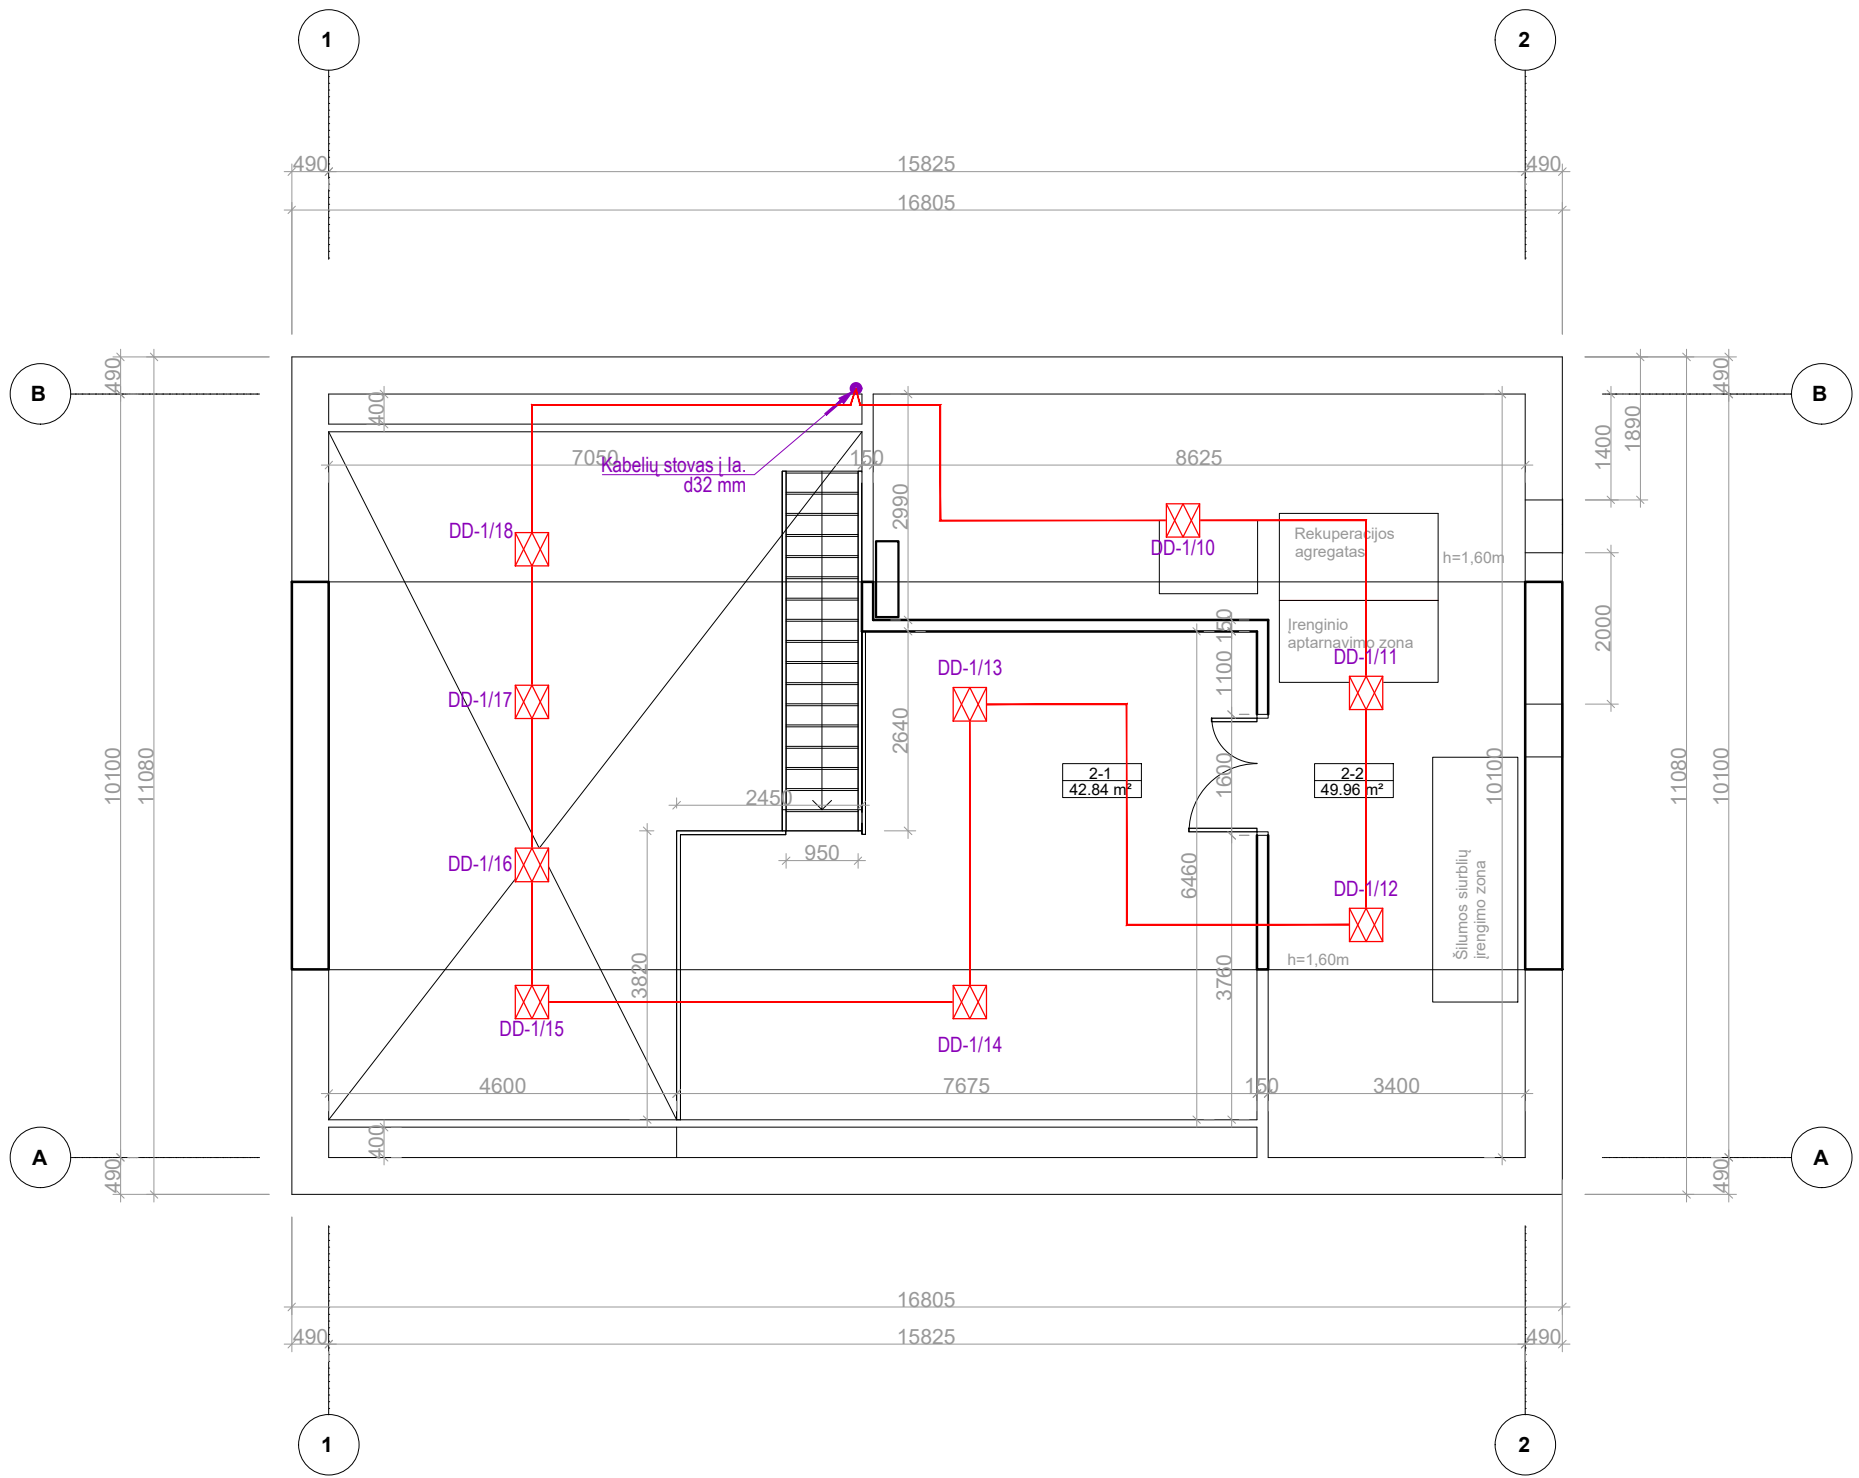 1
2
490
15825
490
16805
B
B
490
10100
11080
490
400
Kabelių stovas į Ia.
d32 mm
7050
150
8625
2990
1400
1890
2000
490
11080
10100
490
10100
DD-1/18
DD-1/10
Rekuperacijos
agregatas
h=1,60m
Įrenginio
aptarnavimo zona
DD-1/11
DD-1/13
150
1100
DD-1/17
2640
1600
2-1
42.84 m²
2-2
49.96 m²
2450
950
DD-1/16
6460
DD-1/12
Šilumos siurblių
įrengimo zona
h=1,60m
3820
3760
DD-1/15
DD-1/14
4600
7675
150
3400
400
A
A
16805
490
15825
490
1
2